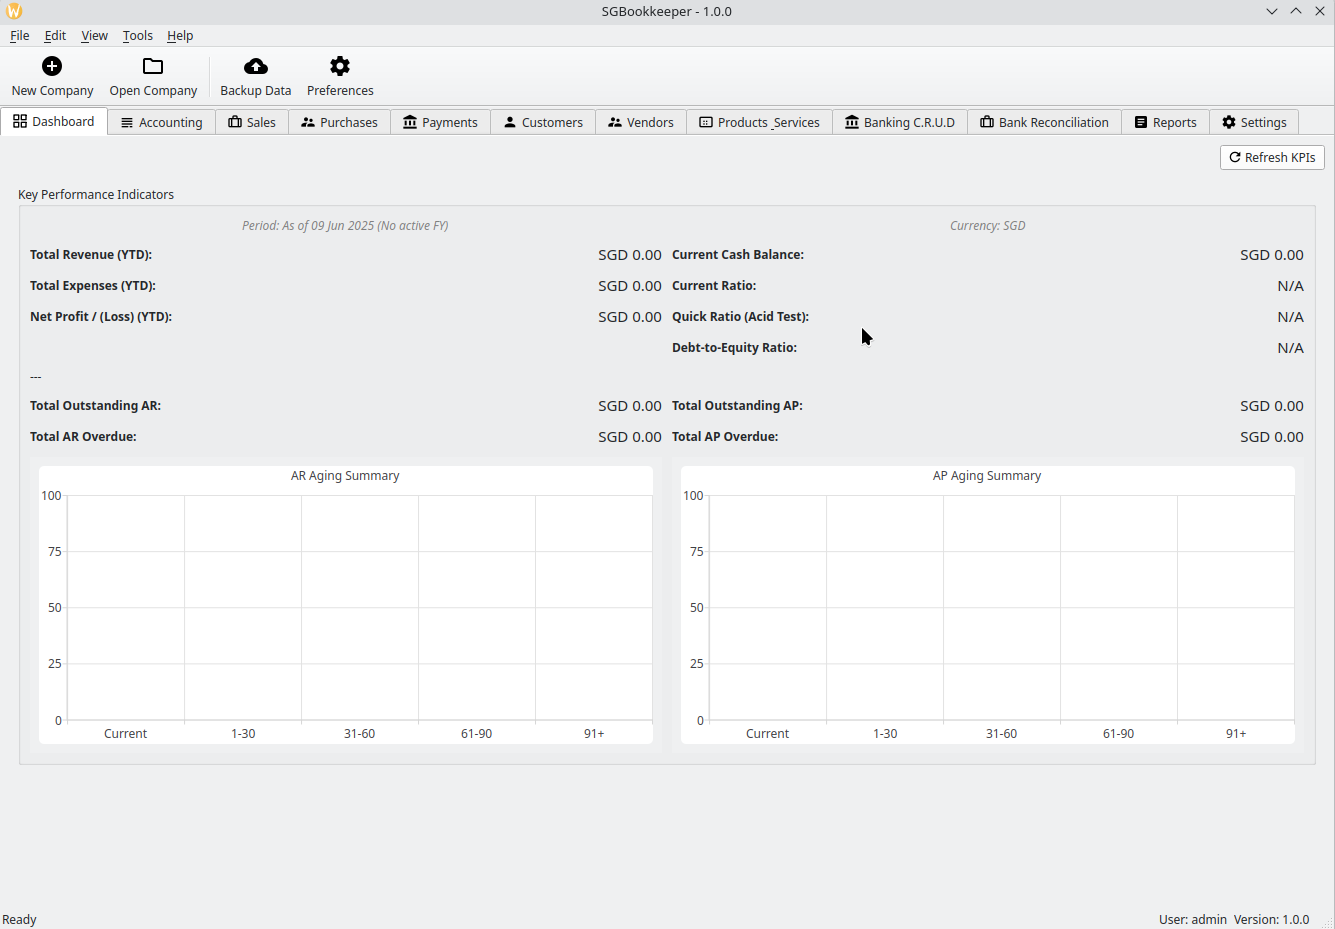 SGBookkeeper - 1.0.0
File Edit View Tools Help
New Company Open Company Backup Data Preferences
Dashboard Accounting Sales Purchases Payments Customers Vendors Products _Services Banking C.R.U.D Bank Reconciliation Reports Settings
Refresh KPIs
Key Performance Indicators
Period: As of 09 Jun 2025 (No active FY) Currency: SGD
Total Revenue (YTD): SGD 0.00 Current Cash Balance: SGD 0.00
Total Expenses (YTD): SGD 0.00 Current Ratio: N/A
Net Profit / (Loss) (YTD): SGD 0.00 Quick Ratio (Acid Test): N/A
Debt-to-Equity Ratio: N/A
---
Total Outstanding AR: SGD 0.00 Total Outstanding AP: SGD 0.00
Total AR Overdue: SGD 0.00 Total AP Overdue: SGD 0.00
AR Aging Summary
100
75
50
25
0
Current 1-30 31-60 61-90 91+
AP Aging Summary
100
75
50
25
0
Current 1-30 31-60 61-90 91+
Ready User: admin Version: 1.0.0